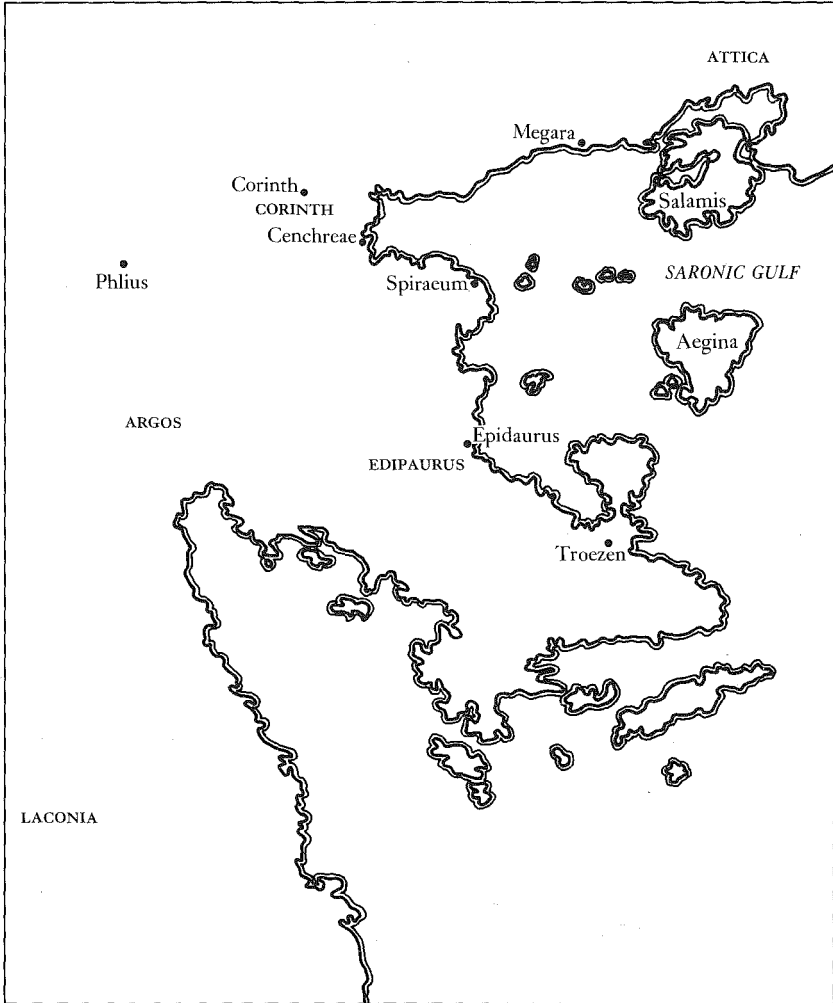 ATTICA
Megara
Corinth
CORINTH
Salamis
Cenchreae
Phlius
Spiraeum
SARONIC GULF
Aegina
ARGOS
Epidaurus
EDIPAURUS
Troezen
LACONIA